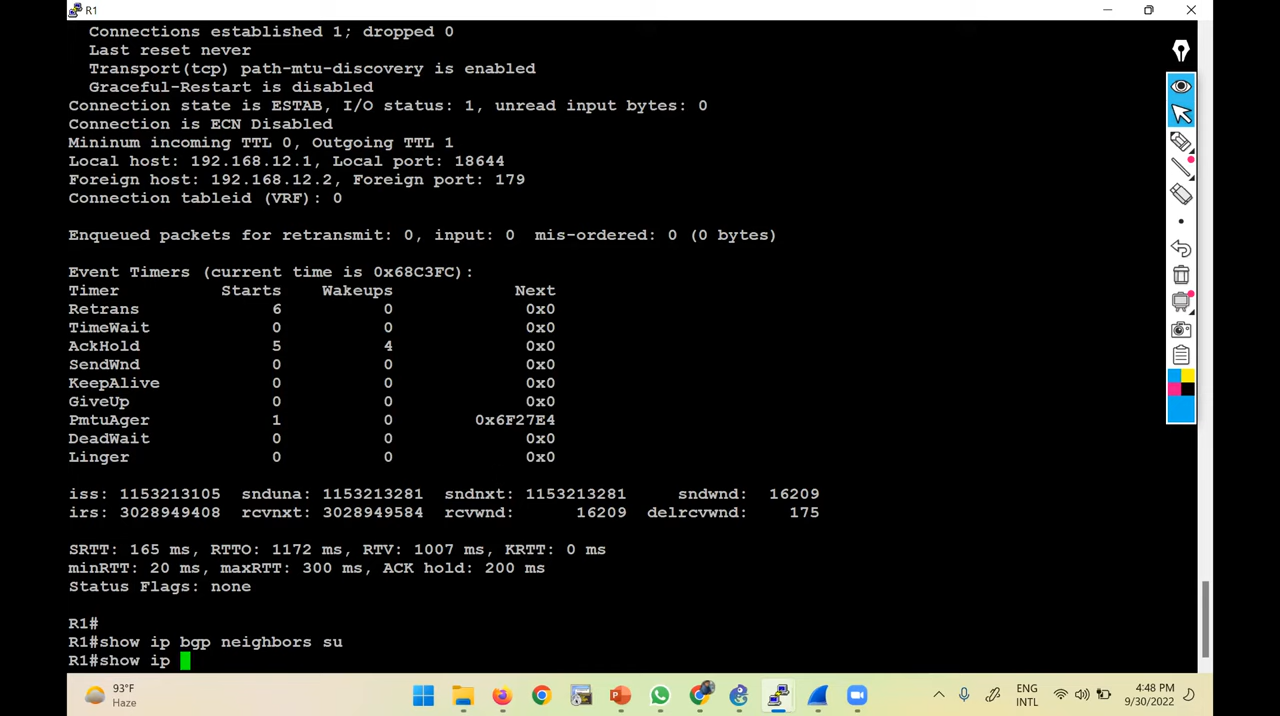 R1
Connections established 1; dropped 0
Last reset never
Transport(tcp) path-mtu-discovery is enabled
Graceful-Restart is disabled
Connection state is ESTAB, I/O status: 1, unread input bytes: 0
Connection is ECN Disabled
Mininum incoming TTL 0, Outgoing TTL 1
Local host: 192.168.12.1, Local port: 18644
Foreign host: 192.168.12.2, Foreign port: 179
Connection tableid (VRF): 0
Enqueued packets for retransmit: 0, input: 0  mis-ordered: 0 (0 bytes)
Event Timers (current time is 0x68C3FC):
Timer Starts Wakeups Next
Retrans 6 0 0x0
TimeWait 0 0 0x0
AckHold 5 4 0x0
SendWnd 0 0 0x0
KeepAlive 0 0 0x0
GiveUp 0 0 0x0
PmtuAger 1 0 0x6F27E4
DeadWait 0 0 0x0
Linger 0 0 0x0
iss: 1153213105 snduna: 1153213281 sndnxt: 1153213281 sndwnd: 16209
irs: 3028949408 rcvnxt: 3028949584 rcvwnd: 16209 delrcvwnd: 175
SRTT: 165 ms, RTTO: 1172 ms, RTV: 1007 ms, KRTT: 0 ms
minRTT: 20 ms, maxRTT: 300 ms, ACK hold: 200 ms
Status Flags: none
R1#
R1#show ip bgp neighbors su
R1#show ip
93°F
Haze
ENG
INTL
4:48 PM
9/30/2022